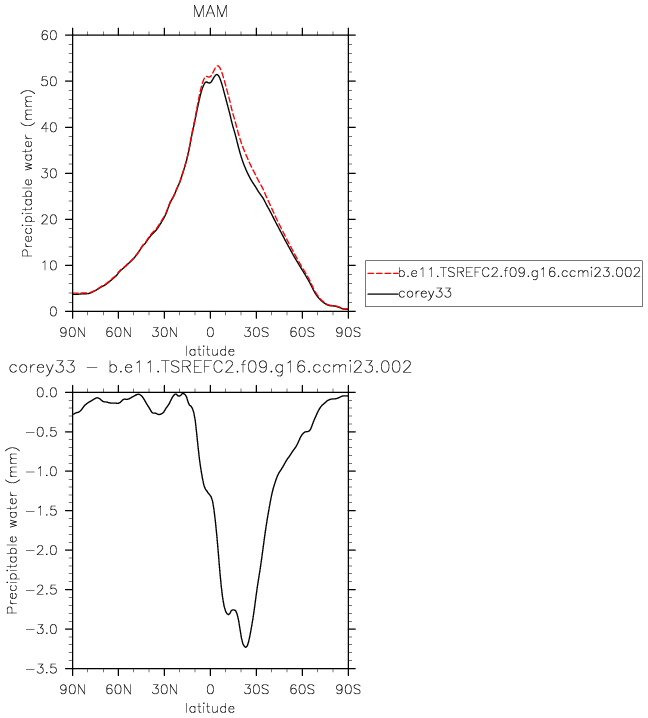 MAM
60
50
40
30
20
10
0
Precipitable water (mm)
90N 60N 30N 0 30S 60S 90S
latitude
b.e11.TSREFC2.f09.g16.ccmi23.002
corey33
corey33 − b.e11.TSREFC2.f09.g16.ccmi23.002
0.0
−0.5
−1.0
−1.5
−2.0
−2.5
−3.0
−3.5
Precipitable water (mm)
90N 60N 30N 0 30S 60S 90S
latitude